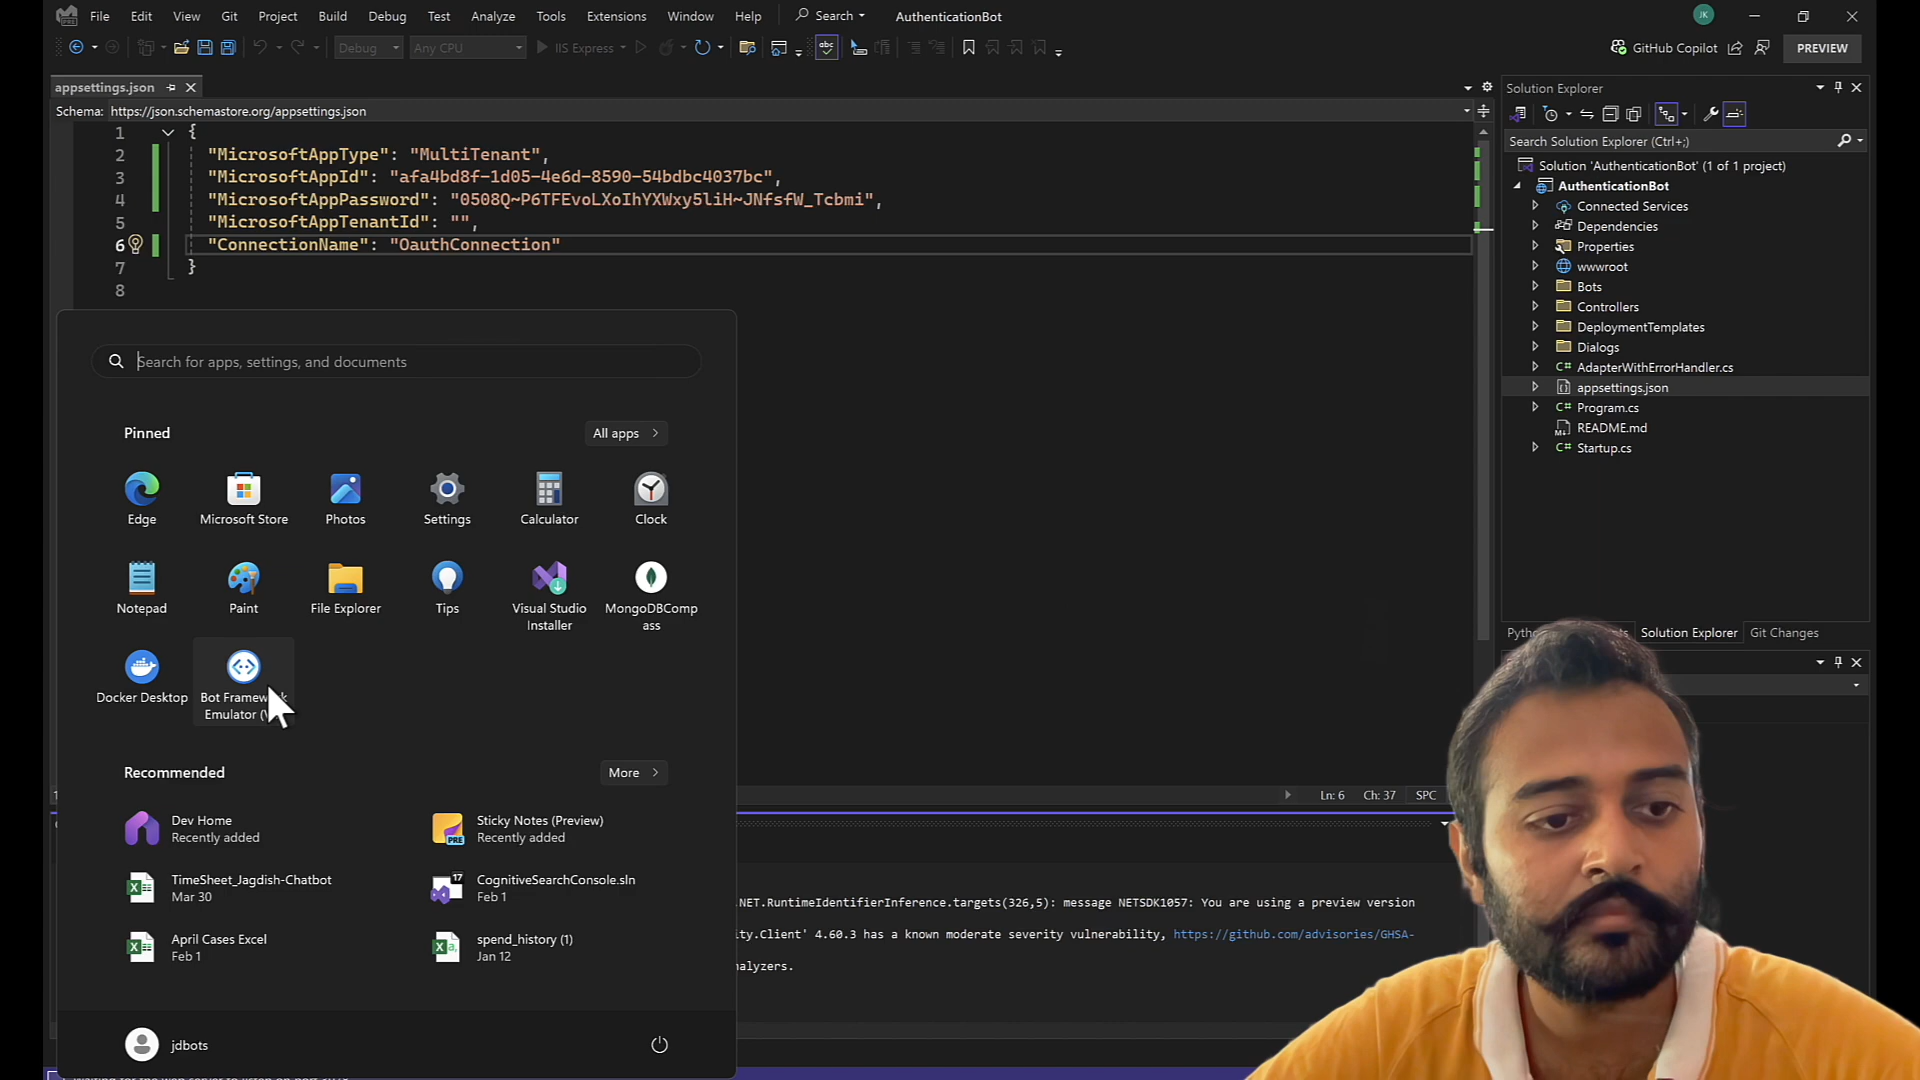 File Edit View Git Project Build Debug Test Analyze Tools Extensions Window Help Search AuthenticationBot JK
Debug Any CPU IIS Express GitHub Copilot PREVIEW
appsettings.json
Schema: https://json.schemastore.org/appsettings.json
1 {
2 "MicrosoftAppType": "MultiTenant",
3 "MicrosoftAppId": "afa4bd8f-1d05-4e6d-8590-54bdbc4037bc",
4 "MicrosoftAppPassword": "0508Q~P6TFEvoLXoIhYXWxy5liH~JNfsfW_Tcbmi",
5 "MicrosoftAppTenantId": "",
6 "ConnectionName": "OauthConnection"
7 }
8
Search for apps, settings, and documents
Pinned All apps
Edge Microsoft Store Photos Settings Calculator Clock
Notepad Paint File Explorer Tips Visual Studio Installer MongoDBComp ass
Docker Desktop Bot Framework Emulator
Recommended More
Dev Home
Recently added
Sticky Notes (Preview)
Recently added
TimeSheet_Jagdish-Chatbot
Mar 30
CognitiveSearchConsole.sln
Feb 1
April Cases Excel
Feb 1
spend_history (1)
Jan 12
jdbots
Ln: 6 Ch: 37 SPC
.NET.RuntimeIdentifierInference.targets(326,5): message NETSDK1057: You are using a preview version
ity.Client' 4.60.3 has a known moderate severity vulnerability, https://github.com/advisories/GHSA-
nalyzers.
Solution Explorer
Search Solution Explorer (Ctrl+;)
Solution 'AuthenticationBot' (1 of 1 project)
AuthenticationBot
Connected Services
Dependencies
Properties
wwwroot
Bots
Controllers
DeploymentTemplates
Dialogs
C# AdapterWithErrorHandler.cs
appsettings.json
C# Program.cs
README.md
C# Startup.cs
Solution Explorer Git Changes